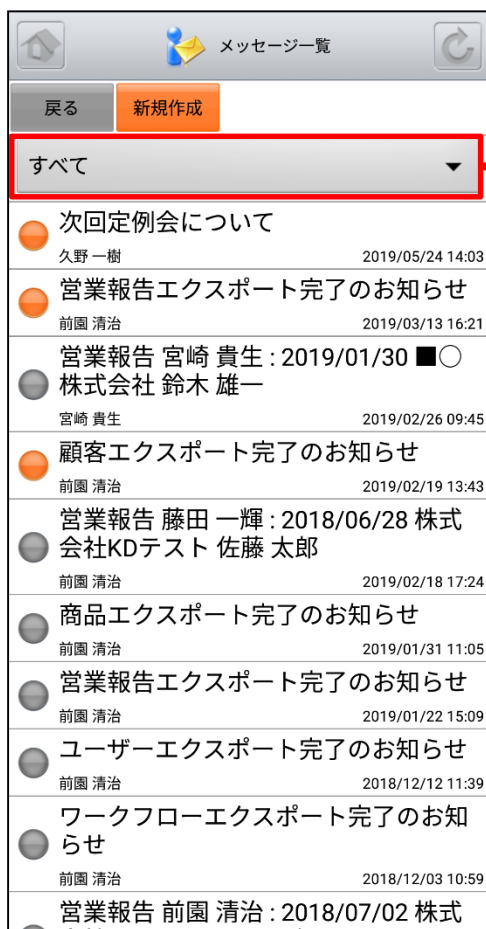 メッセージ一覧
戻る 新規作成
すべて
次回定例会について
久野 一樹 2019/05/24 14:03
営業報告エクスポート完了のお知らせ
前園 清治 2019/03/13 16:21
営業報告 宮崎 貴生 : 2019/01/30 ■○
株式会社 鈴木 雄一
宮崎 貴生 2019/02/26 09:45
顧客エクスポート完了のお知らせ
前園 清治 2019/02/19 13:43
営業報告 藤田 一輝 : 2018/06/28 株式
会社KDテスト 佐藤 太郎
前園 清治 2019/02/18 17:24
商品エクスポート完了のお知らせ
前園 清治 2019/01/31 11:05
営業報告エクスポート完了のお知らせ
前園 清治 2019/01/22 15:09
ユーザーエクスポート完了のお知らせ
前園 清治 2018/12/12 11:39
ワークフローエクスポート完了のお知
らせ
前園 清治 2018/12/03 10:59
営業報告 前園 清治 : 2018/07/02 株式